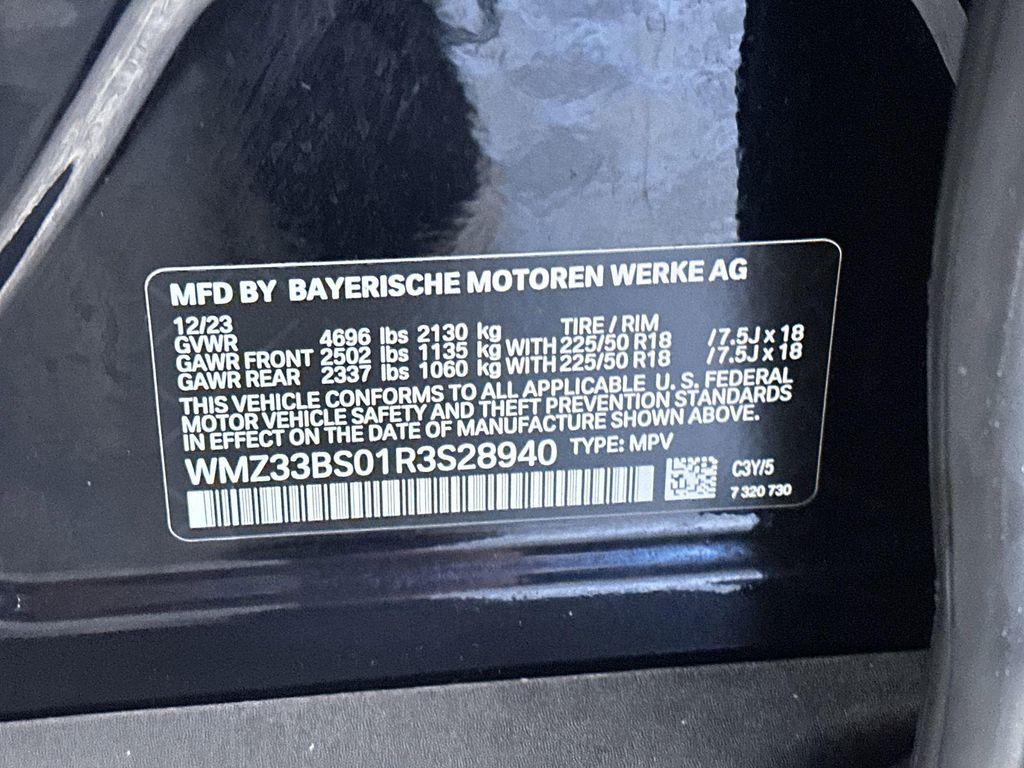 MFD BY BAYERISCHE MOTOREN WERKE AG
12/23 TIRE / RIM
GVWR 4696 lbs 2130 kg
GAWR FRONT 2502 lbs 1135 kg WITH 225/50 R18 /7.5J x 18
GAWR REAR 2337 lbs 1060 kg WITH 225/50 R18 /7.5J x 18
THIS VEHICLE CONFORMS TO ALL APPLICABLE U. S. FEDERAL
MOTOR VEHICLE SAFETY AND THEFT PREVENTION STANDARDS
IN EFFECT ON THE DATE OF MANUFACTURE SHOWN ABOVE.
WMZ33BS01R3S28940 TYPE: MPV
C3Y/5
7 320 730